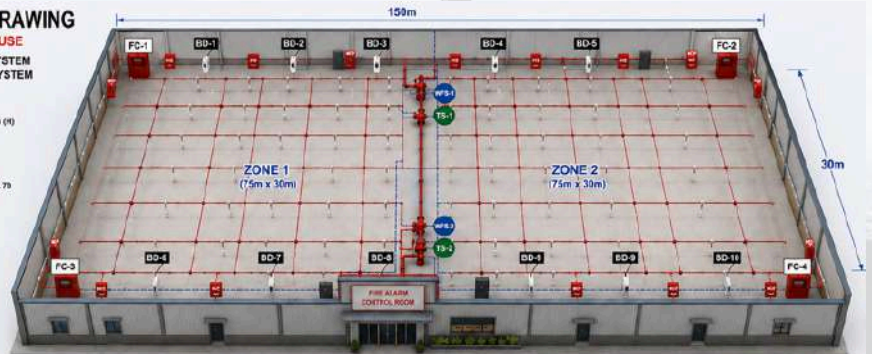 RAWING
USE
YSTEM
YSTEM
(H)
70
150m
FC-1
BD-1
BD-2
BD-3
BD-4
BD-5
FC-2
WFS-1
TS-1
30m
ZONE 1
(75m x 30m)
ZONE 2
(75m x 30m)
WFS-2
TS-2
FC-3
BD-6
BD-7
BD-8
BD-9
BD-10
FC-4
FIRE ALARM
CONTROL ROOM